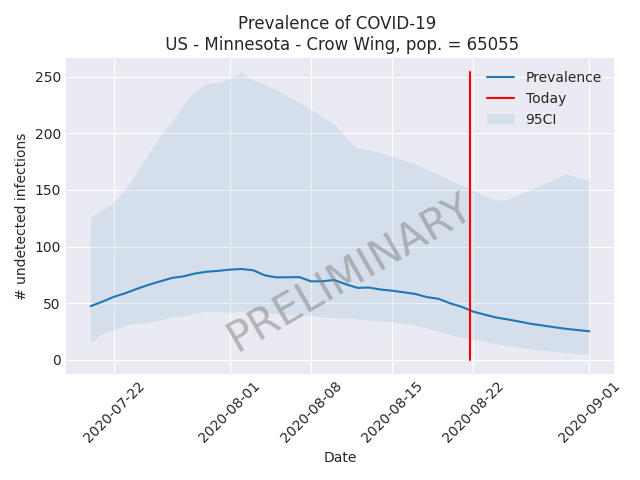 Prevalence of COVID-19
US - Minnesota - Crow Wing, pop. = 65055
Prevalence
Today
95CI
# undetected infections
250
200
150
100
50
0
PRELIMINARY
2020-07-22
2020-08-01
2020-08-08
2020-08-15
2020-08-22
2020-09-01
Date